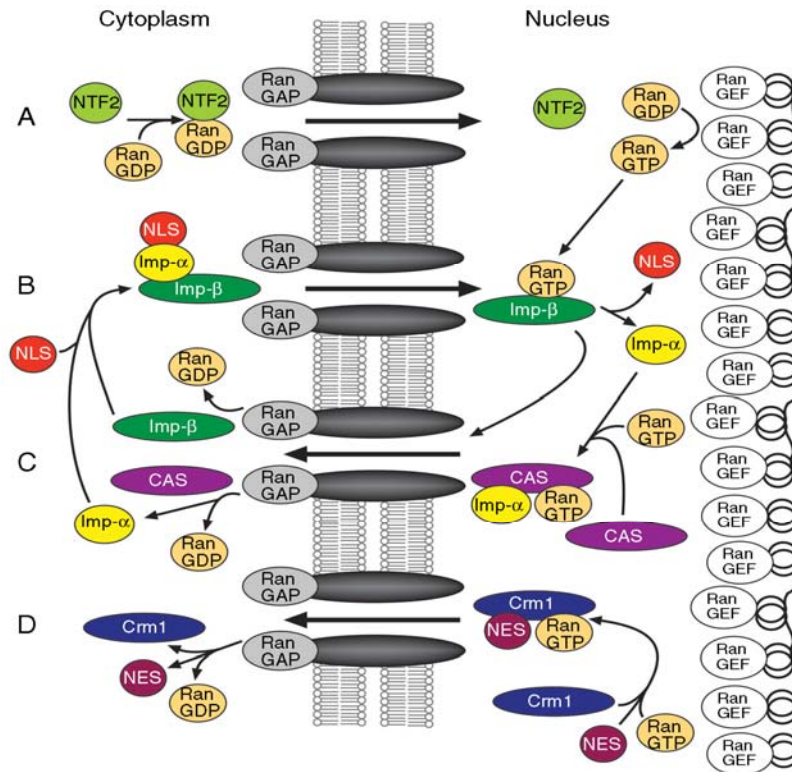 Cytoplasm
Nucleus
A
NTF2
NTF2
Ran
GDP
Ran
GDP
Ran
GAP
Ran
GAP
NTF2
Ran
GDP
Ran
GTP
B
NLS
Imp-α
Imp-β
NLS
Ran
GAP
Ran
GAP
Ran
GTP
Imp-β
NLS
Imp-α
Ran
GDP
Imp-β
Ran
GAP
C
CAS
Imp-α
Ran
GDP
Ran
GAP
Ran
GTP
CAS
Imp-α
Ran
GTP
CAS
D
Crm1
NES
Ran
GDP
Ran
GAP
Ran
GAP
Crm1
NES
Ran
GTP
Crm1
NES
Ran
GTP
Ran
GEF
Ran
GEF
Ran
GEF
Ran
GEF
Ran
GEF
Ran
GEF
Ran
GEF
Ran
GEF
Ran
GEF
Ran
GEF
Ran
GEF
Ran
GEF
Ran
GEF
Ran
GEF
Ran
GEF